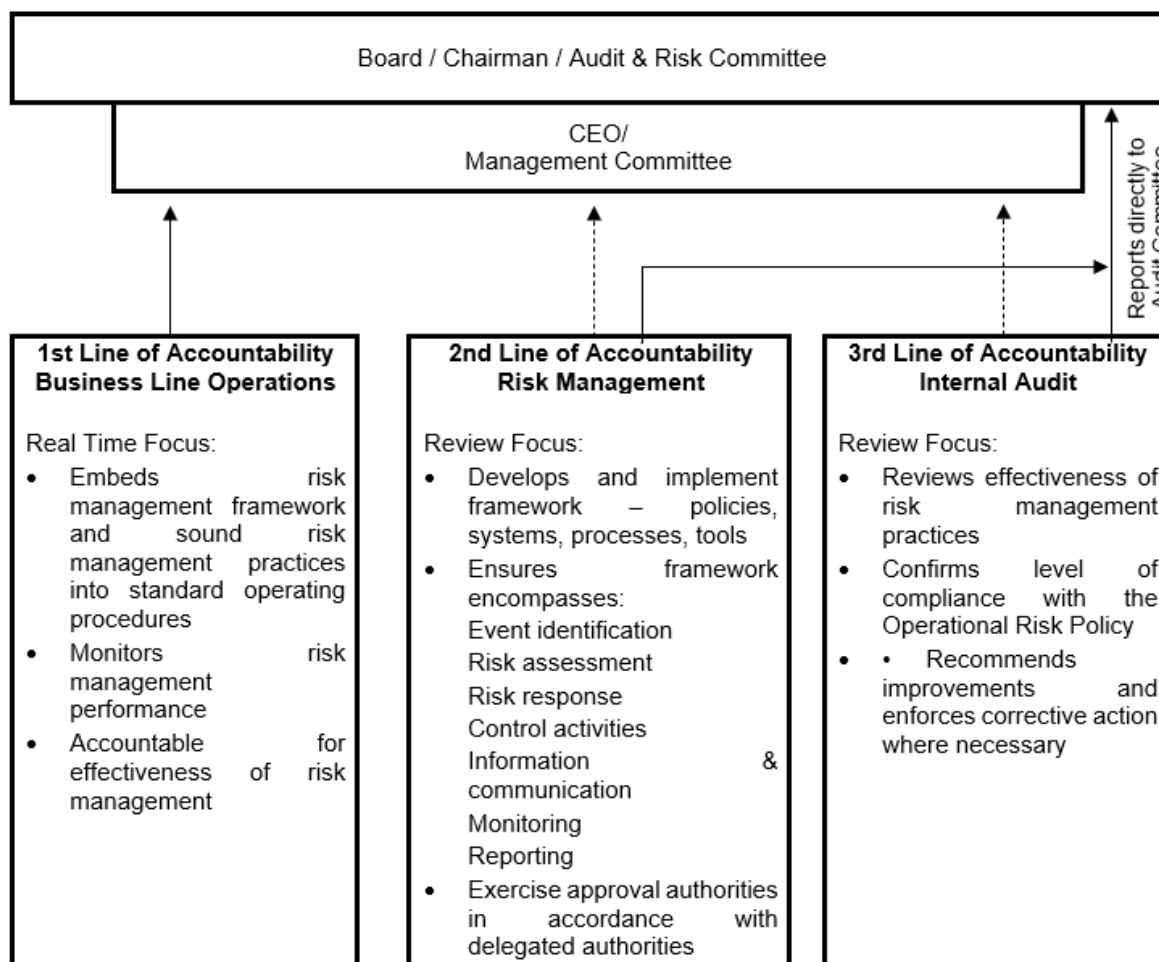 Board / Chairman / Audit & Risk Committee
CEO/
Management Committee
Reports directly to
Audit Committee
1st Line of Accountability
Business Line Operations
Real Time Focus:
• Embeds risk
management framework
and sound risk
management practices
into standard operating
procedures
• Monitors risk
management
performance
• Accountable for
effectiveness of risk
management
2nd Line of Accountability
Risk Management
Review Focus:
• Develops and implement
framework – policies,
systems, processes, tools
• Ensures framework
encompasses:
Event identification
Risk assessment
Risk response
Control activities
Information &
communication
Monitoring
Reporting
• Exercise approval authorities
in accordance with
delegated authorities
3rd Line of Accountability
Internal Audit
Review Focus:
• Reviews effectiveness of
risk management
practices
• Confirms level of
compliance with the
Operational Risk Policy
• • Recommends
improvements and
enforces corrective action
where necessary